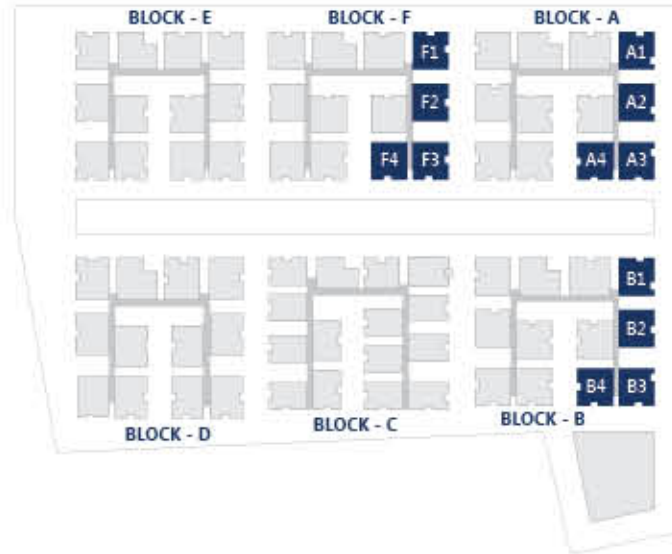 BLOCK - E
BLOCK - F
BLOCK - A
F1
A1
F2
A2
F4
F3
A4
A3
B1
B2
B4
B3
BLOCK - D
BLOCK - C
BLOCK - B